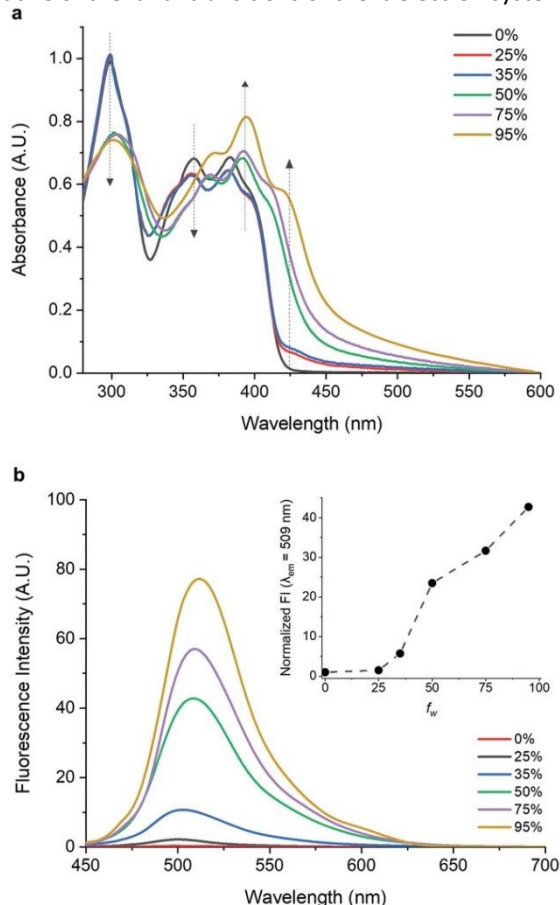 a
0%
25%
35%
50%
75%
95%
1.0
0.8
0.6
0.4
0.2
0.0
Absorbance (A.U.)
300 350 400 450 500 550 600
Wavelength (nm)
b
100
80
60
40
20
0
Fluorescence Intensity (A.U.)
40
30
20
10
0
Normalized FI (λem = 509 nm)
0 25 50 75 100
fw
0%
25%
35%
50%
75%
95%
450 500 550 600 650 700
Wavelength (nm)